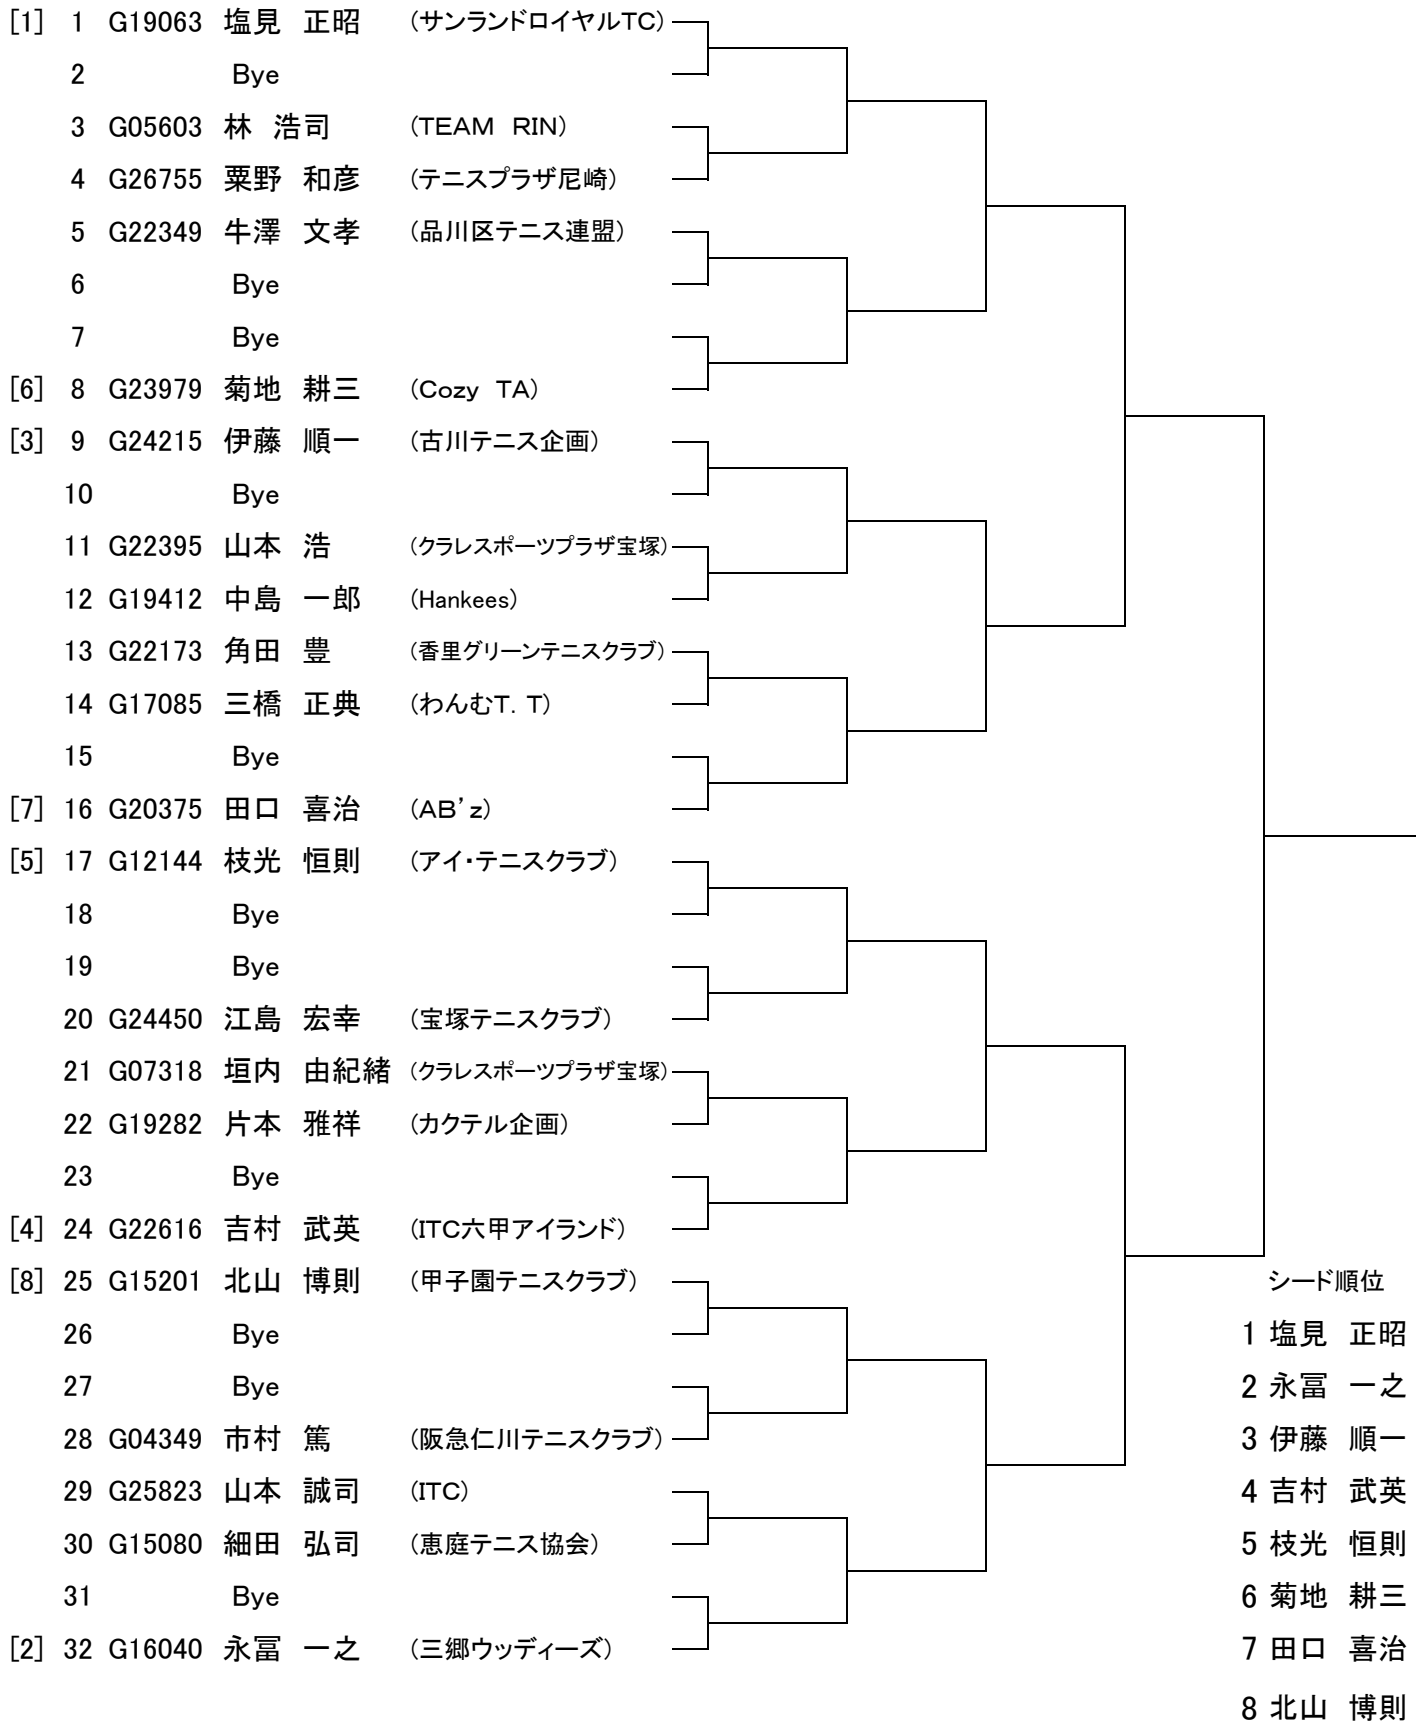 [1] 1 G19063 塩見 正昭 (サンランドロイヤルTC)
2 Bye
3 G05603 林 浩司 (TEAM RIN)
4 G26755 粟野 和彦 (テニスプラザ尼崎)
5 G22349 牛澤 文孝 (品川区テニス連盟)
6 Bye
7 Bye
[6] 8 G23979 菊地 耕三 (Cozy TA)
[3] 9 G24215 伊藤 順一 (古川テニス企画)
10 Bye
11 G22395 山本 浩 (クラレスポーツプラザ宝塚)
12 G19412 中島 一郎 (Hankees)
13 G22173 角田 豊 (香里グリーンテニスクラブ)
14 G17085 三橋 正典 (わんむT.T)
15 Bye
[7] 16 G20375 田口 喜治 (AB'z)
[5] 17 G12144 枝光 恒則 (アイ・テニスクラブ)
18 Bye
19 Bye
20 G24450 江島 宏幸 (宝塚テニスクラブ)
21 G07318 垣内 由紀緒 (クラレスポーツプラザ宝塚)
22 G19282 片本 雅祥 (カクテル企画)
23 Bye
[4] 24 G22616 吉村 武英 (ITC六甲アイランド)
[8] 25 G15201 北山 博則 (甲子園テニスクラブ)
26 Bye
27 Bye
28 G04349 市村 篤 (阪急仁川テニスクラブ)
29 G25823 山本 誠司 (ITC)
30 G15080 細田 弘司 (恵庭テニス協会)
31 Bye
[2] 32 G16040 永冨 一之 (三郷ウッディーズ)
シード順位
1 塩見 正昭
2 永冨 一之
3 伊藤 順一
4 吉村 武英
5 枝光 恒則
6 菊地 耕三
7 田口 喜治
8 北山 博則